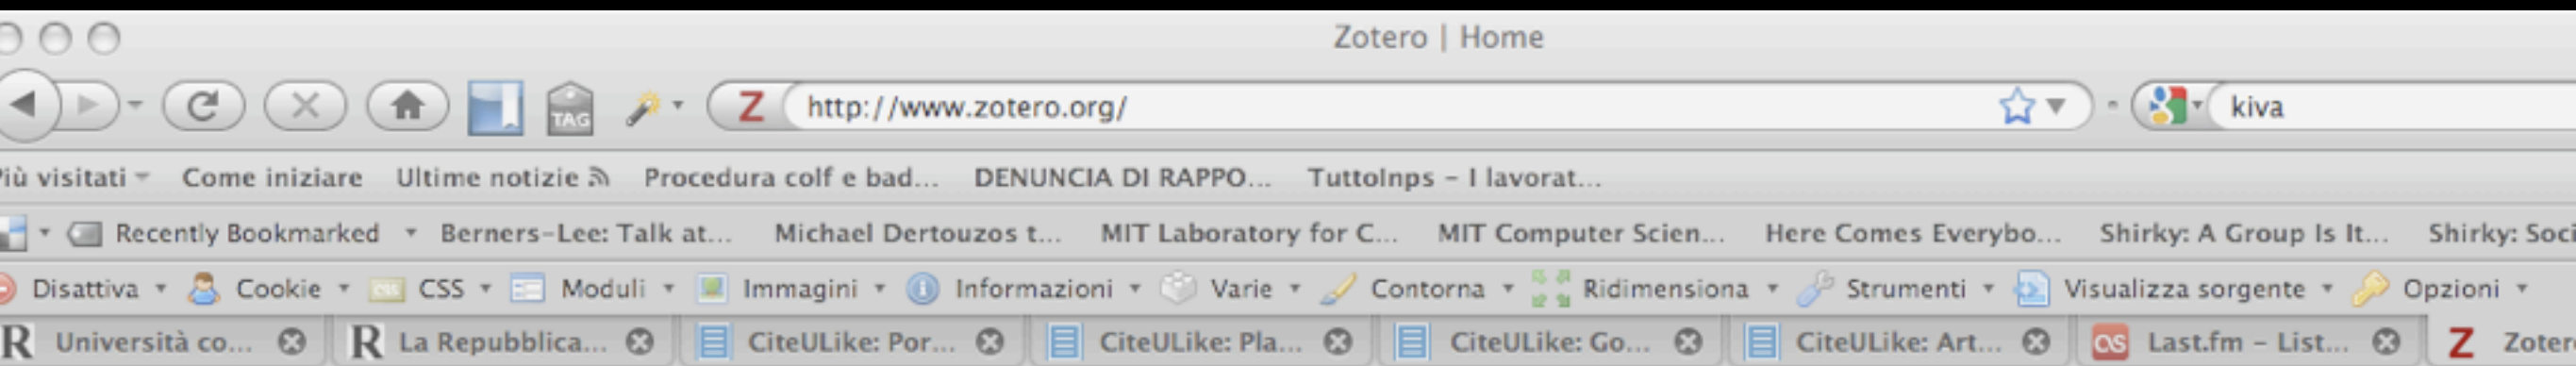 Zotero | Home
TAG Z http://www.zotero.org/ kiva
Più visitati Come iniziare Ultime notizie Procedura colf e bad... DENUNCIA DI RAPPO... TuttoInps - I lavorat...
Recently Bookmarked Berners-Lee: Talk at... Michael Dertouzos t... MIT Laboratory for C... MIT Computer Scien... Here Comes Everybo... Shirky: A Group Is It... Shirky: Soci
Disattiva Cookie CSS CSS Moduli Immagini Informazioni Varie Contorna Ridimensiona Strumenti Visualizza sorgente Opzioni
R Università co... R La Repubblica... CiteULike: Por... CiteULike: Pla... CiteULike: Go... CiteULike: Art... Last.fm - List... Z Zoter